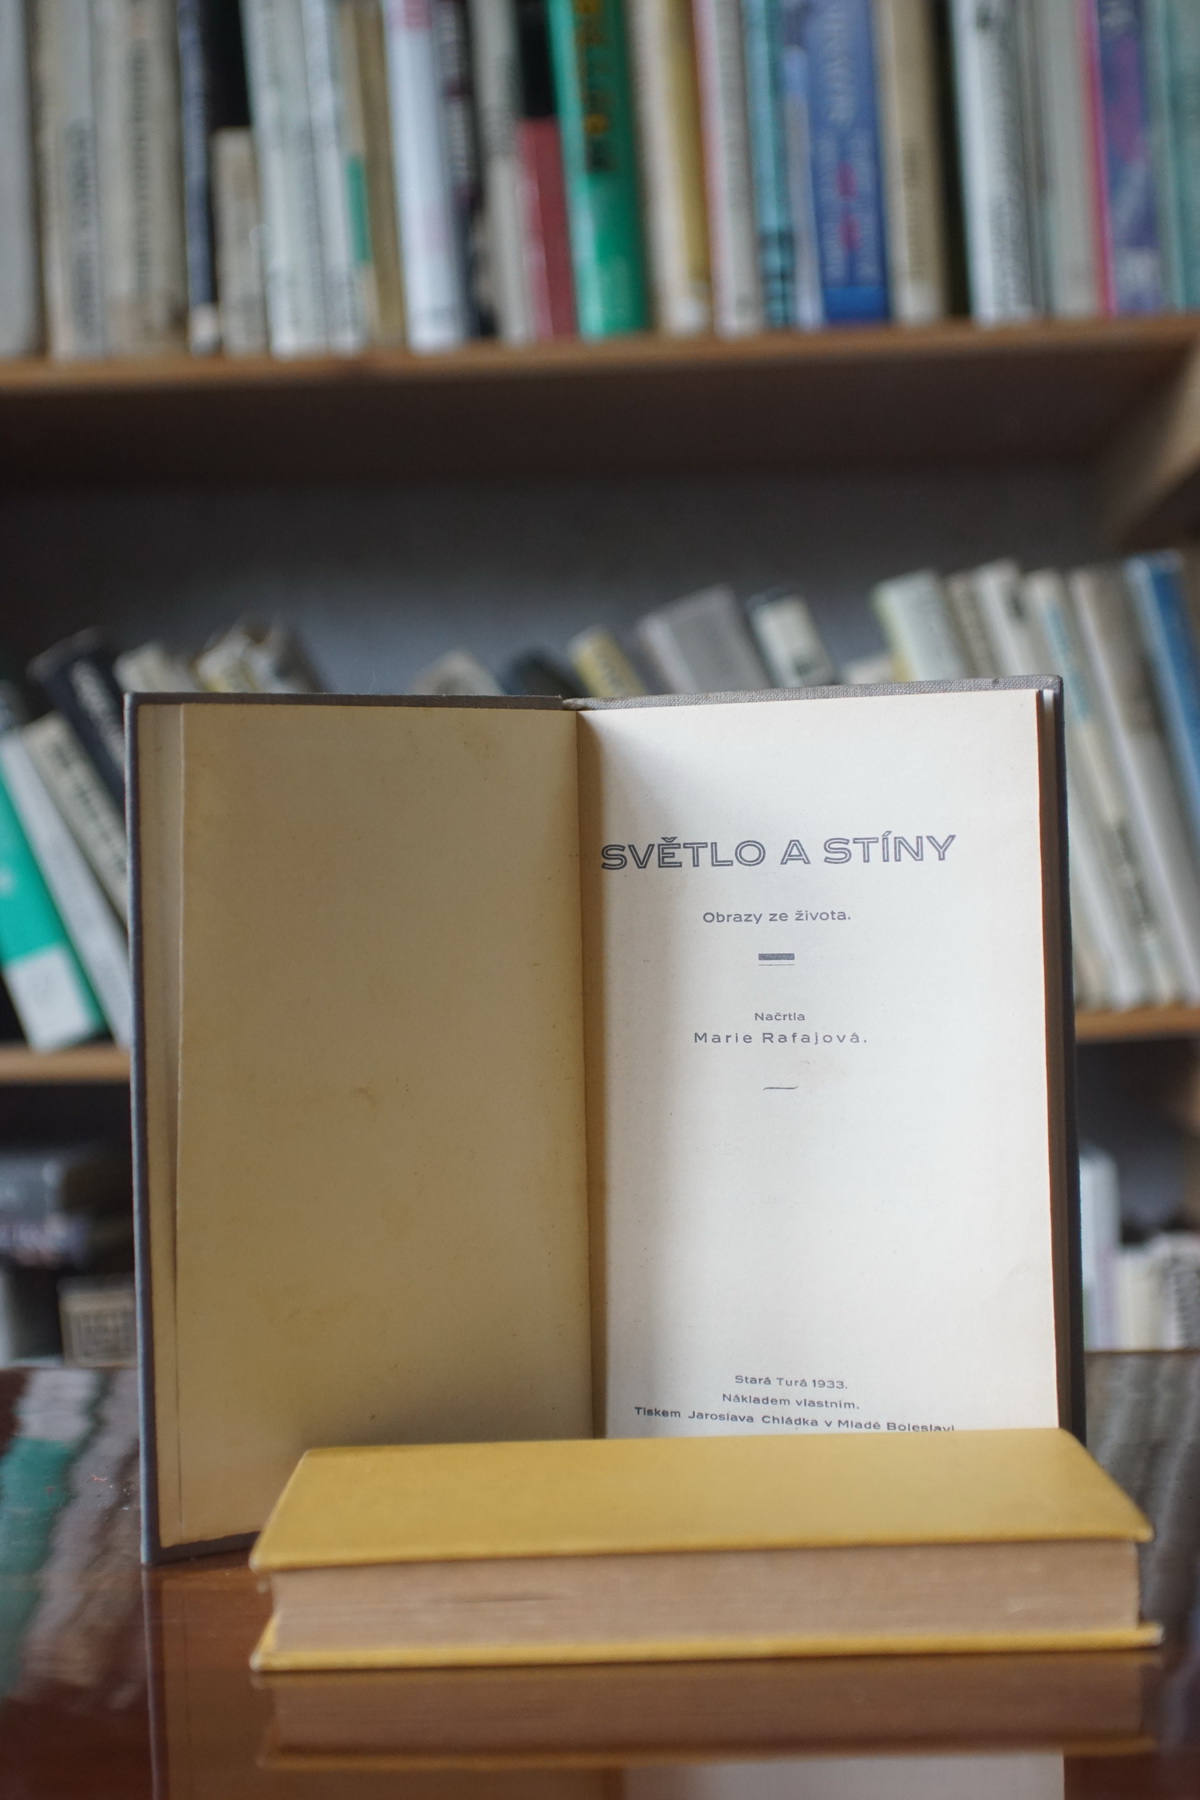 SVĚTLO A STÍNY
Obrazy ze života.
Načrtla
Marie Rafajová.
Stará Turá 1933.
Nákladem vlastním.
Tiskem Jaroslava Chládka v Mladé Boleslavi